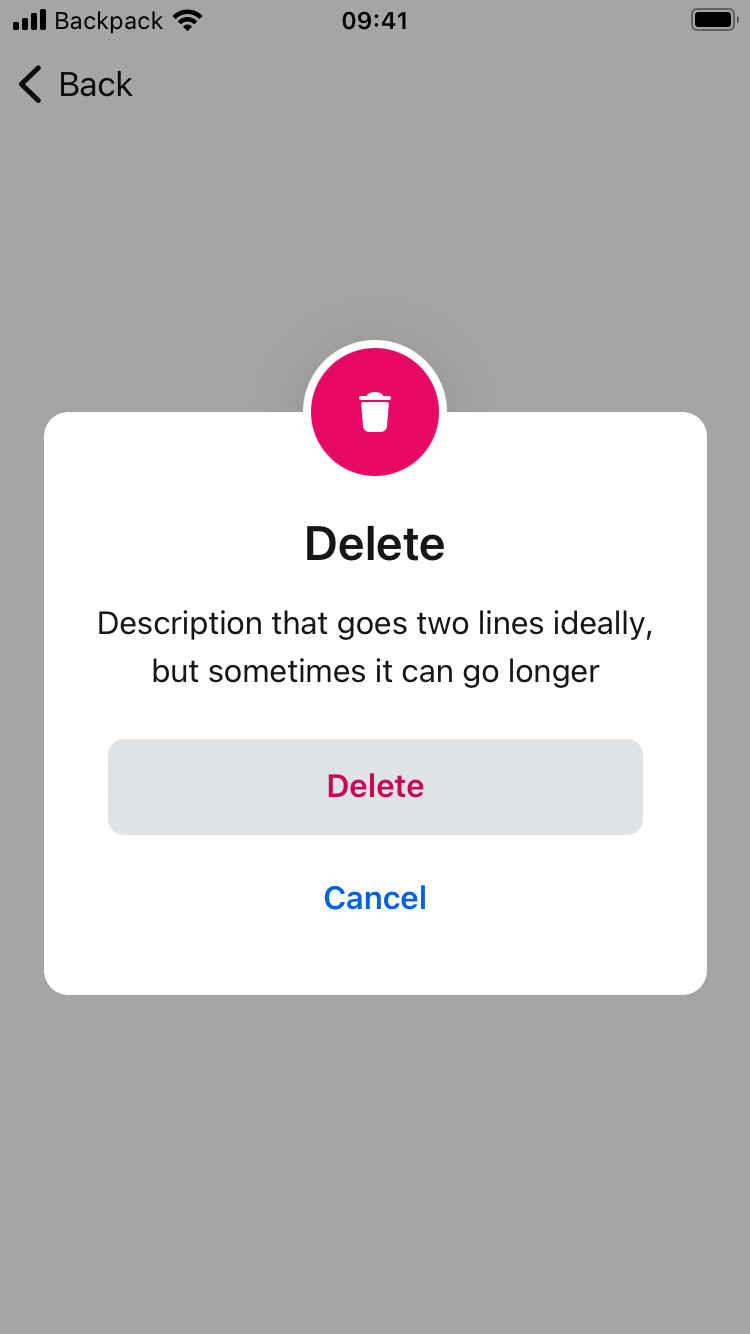 Backpack 09:41
Back
Delete
Description that goes two lines ideally,
but sometimes it can go longer
Delete
Cancel